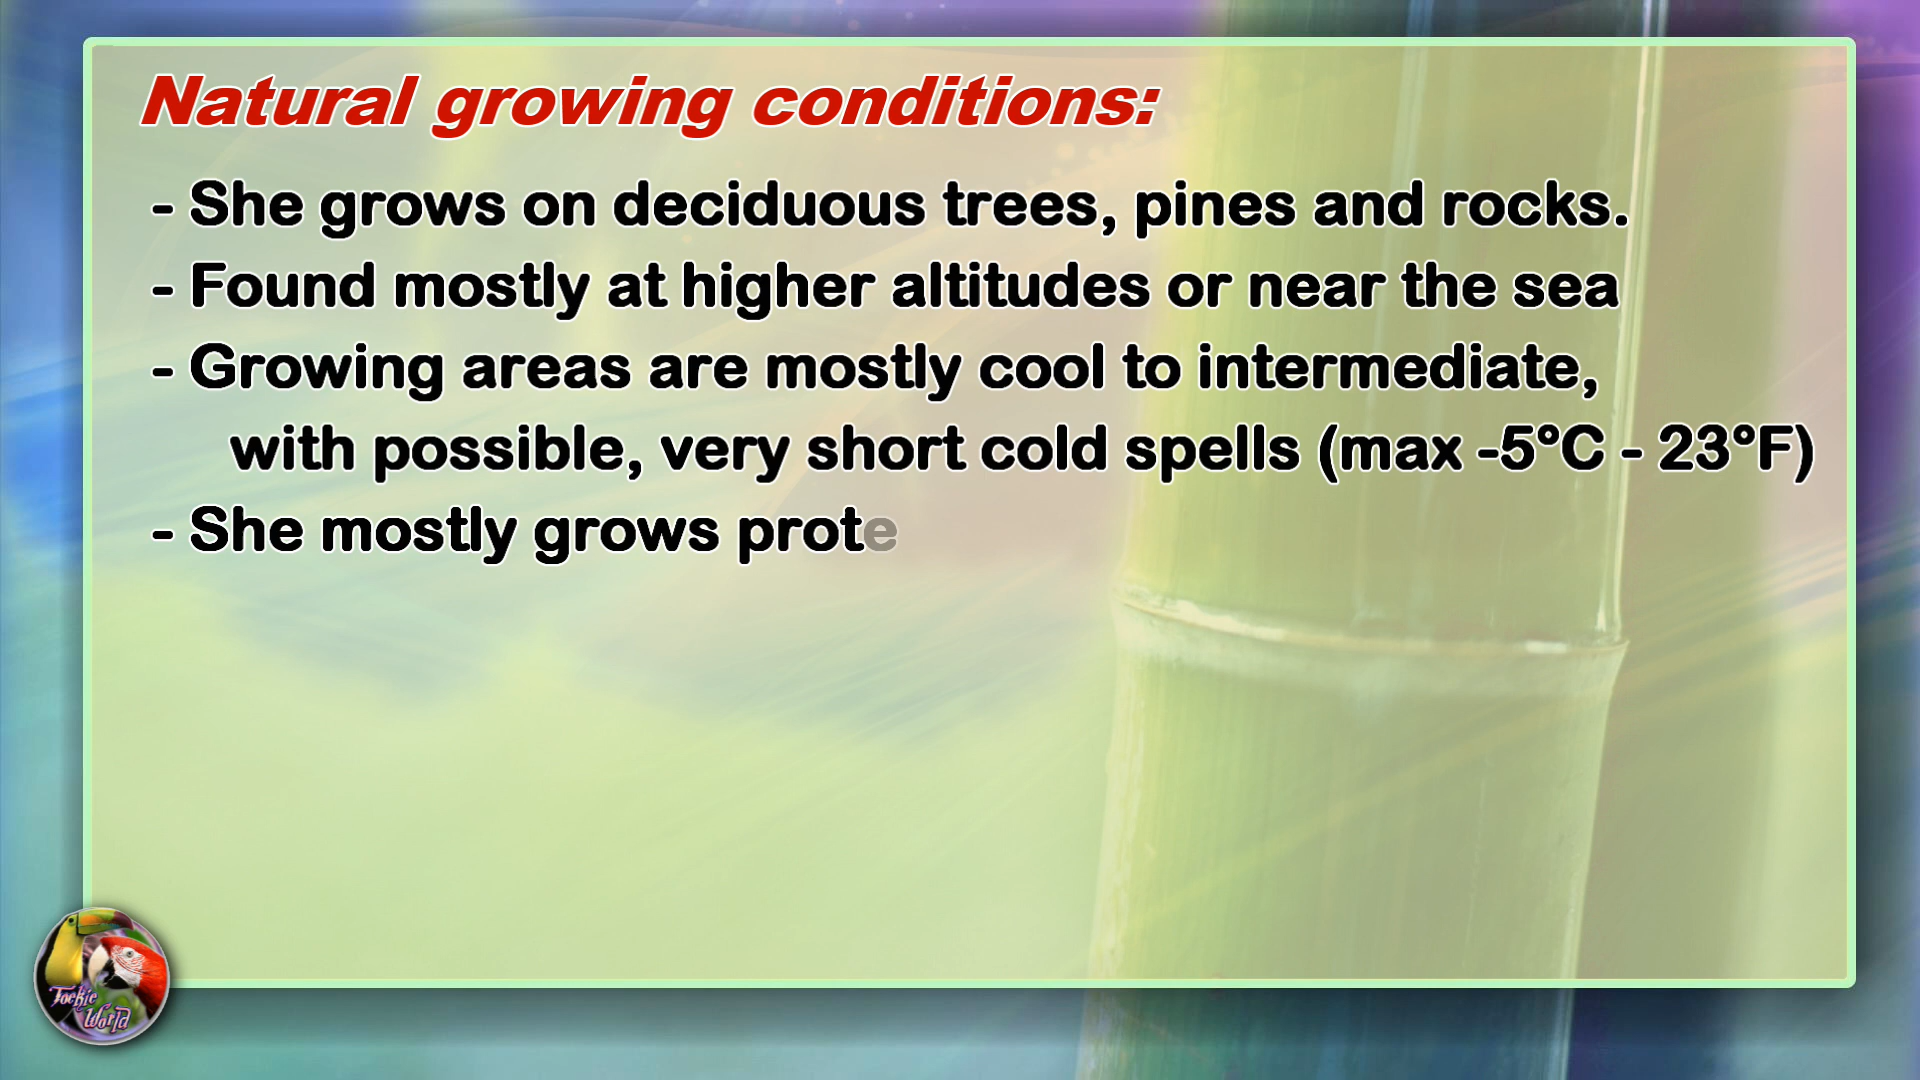 Natural growing conditions:
- She grows on deciduous trees, pines and rocks.
- Found mostly at higher altitudes or near the sea
- Growing areas are mostly cool to intermediate,
with possible, very short cold spells (max -5°C - 23°F)
- She mostly grows prote
Toekie
World